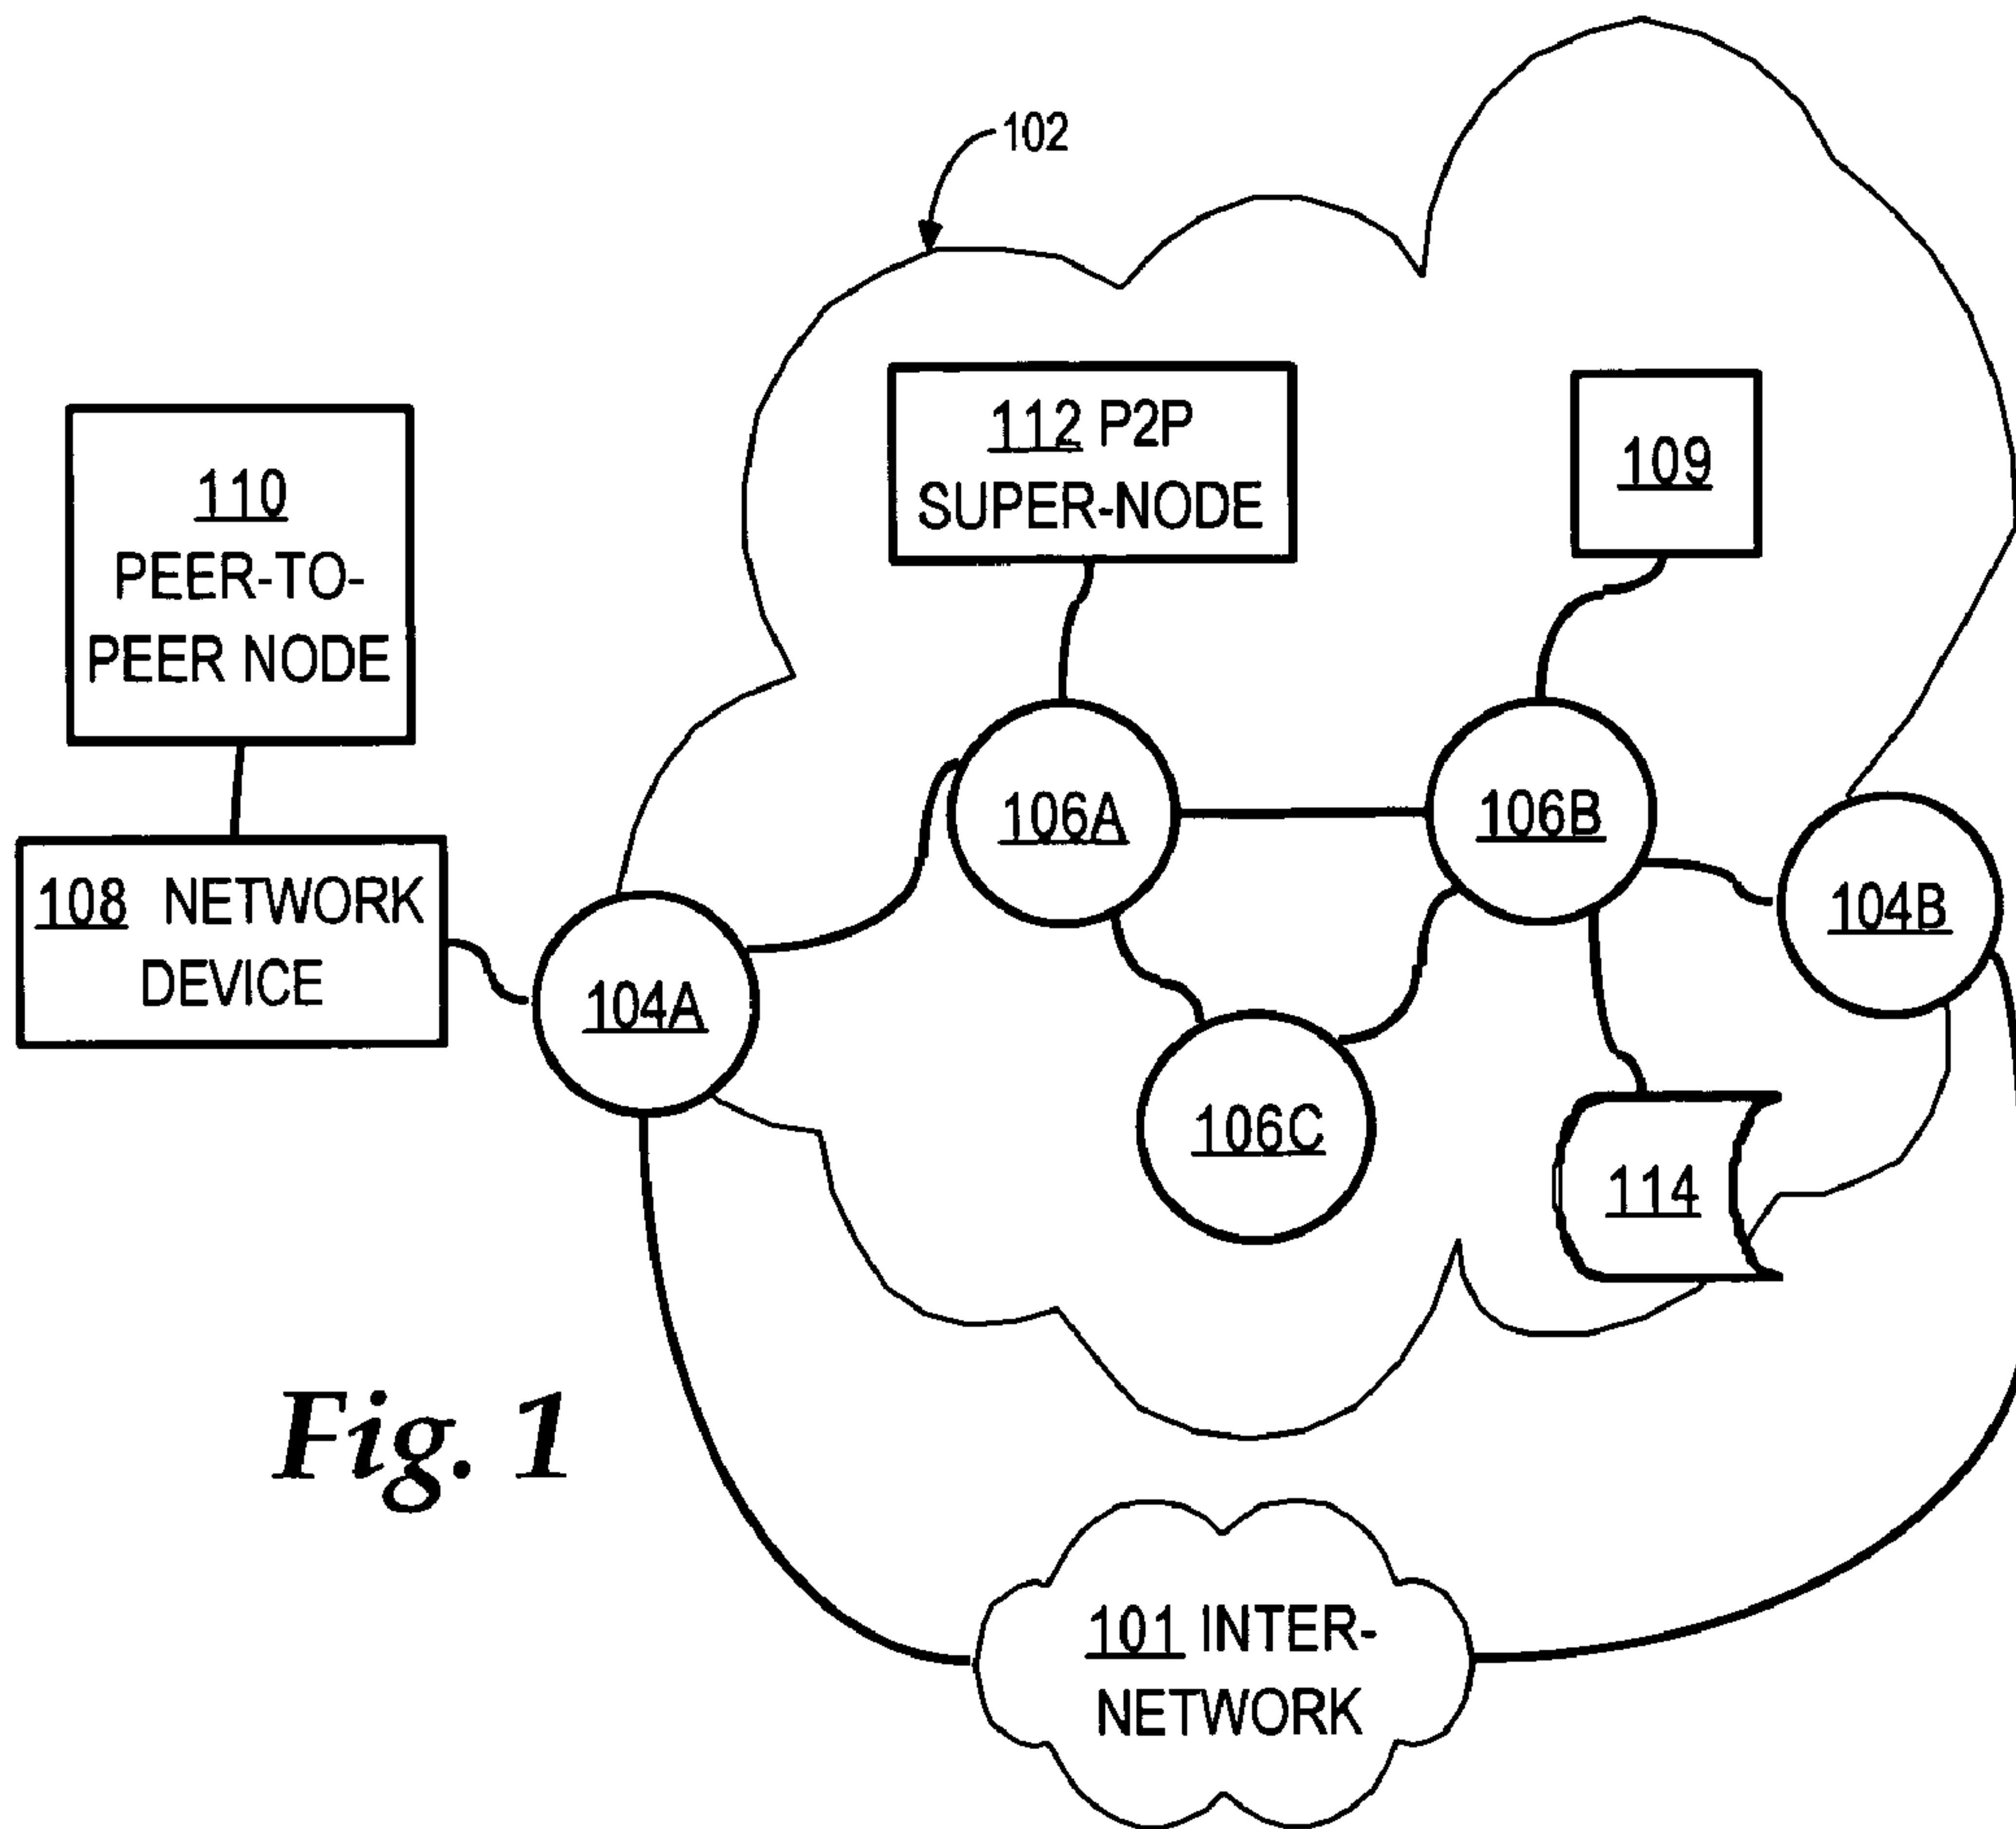 102
112 P2P
SUPER-NODE
109
110
PEER-TO-
PEER NODE
106A
106B
108 NETWORK
DEVICE
104B
104A
106C
114
Fig. 1
101 INTER-
NETWORK